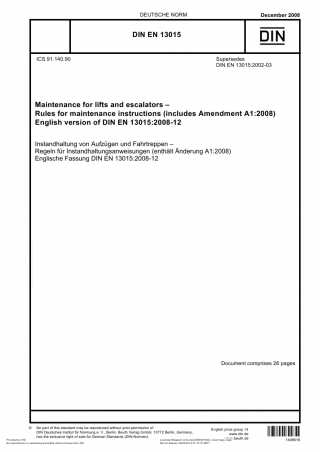 DEUTSCHE NORM
December 2008
DIN EN 13015
DIN
ICS 91.140.90
Supersedes
DIN EN 13015:2002-03
Maintenance for lifts and escalators –
Rules for maintenance instructions (includes Amendment A1:2008)
English version of DIN EN 13015:2008-12
Instandhaltung von Aufzügen und Fahrtreppen –
Regeln für Instandhaltungsanweisungen (enthält Änderung A1:2008)
Englische Fassung DIN EN 13015:2008-12
Document comprises 26 pages
© No part of this standard may be reproduced without prior permission of
DIN Deutsches Institut für Normung e. V., Berlin. Beuth Verlag GmbH, 10772 Berlin, Germany,
has the exclusive right of sale for German Standards (DIN-Normen).
English price group 14
www.din.de
www.beuth.de